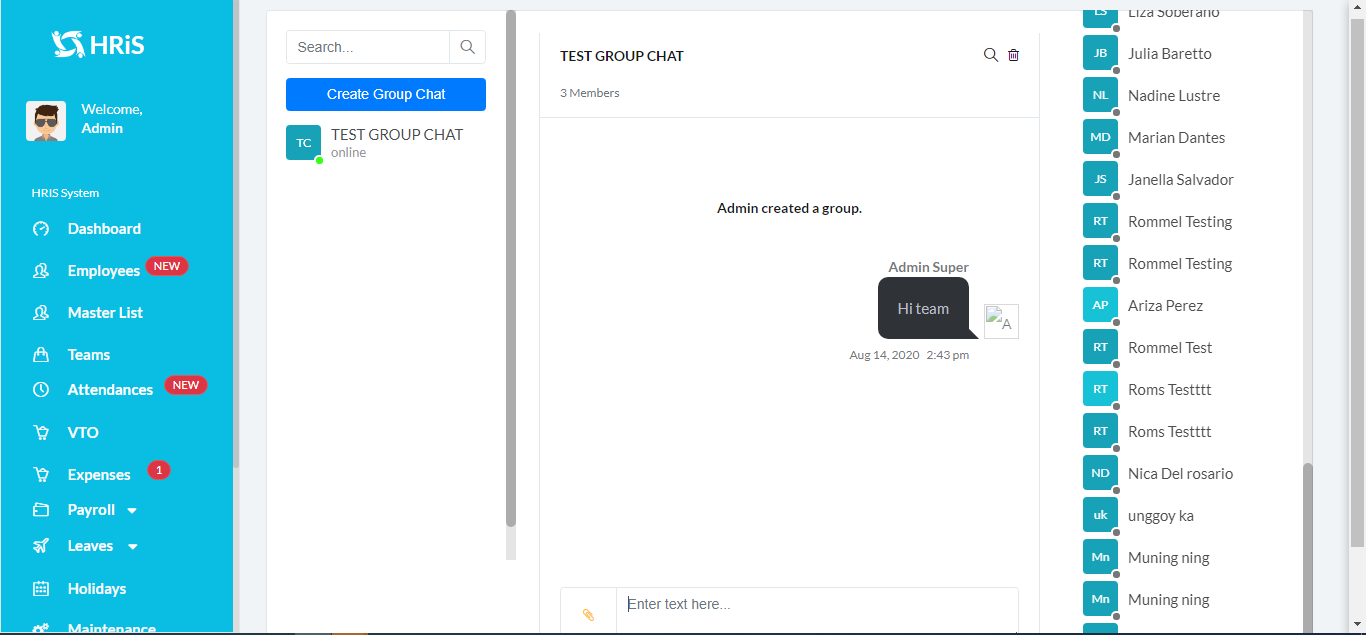 HRiS
Welcome,
Admin
HRIS System
Dashboard
Employees NEW
Master List
Teams
Attendances NEW
VTO
Expenses 1
Payroll
Leaves
Holidays
Maintenance
Search...
Create Group Chat
TC TEST GROUP CHAT
online
TEST GROUP CHAT
3 Members
Admin created a group.
Admin Super
Hi team
A
Aug 14, 2020 2:43 pm
Enter text here...
LS Liza Soberano
JB Julia Baretto
NL Nadine Lustre
MD Marian Dantes
JS Janella Salvador
RT Rommel Testing
RT Rommel Testing
AP Ariza Perez
RT Rommel Test
RT Roms Testttt
RT Roms Testttt
ND Nica Del rosario
uk unggoy ka
Mn Muning ning
Mn Muning ning